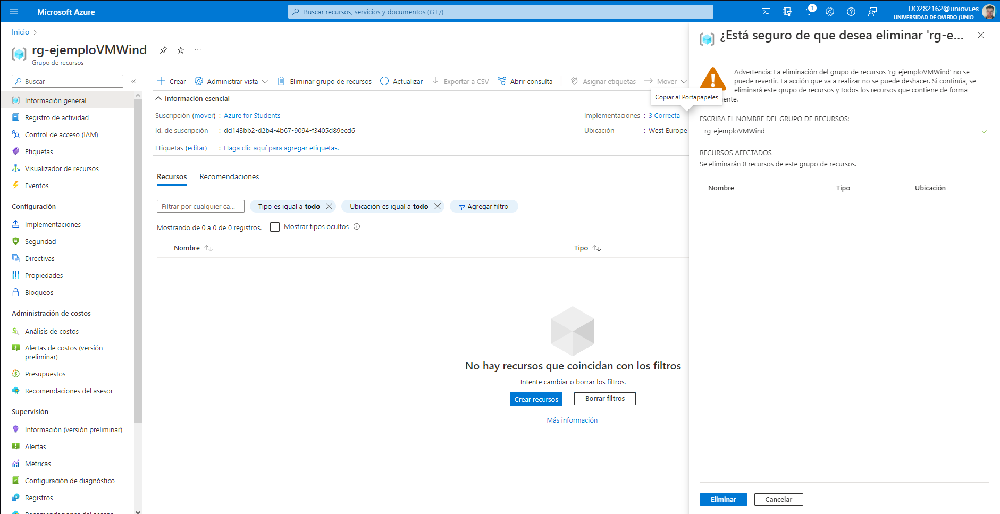 Microsoft Azure
Buscar recursos, servicios y documentos (G+/)
1
UO282162@uniovi.es
UNIVERSIDAD DE OVIEDO (UNIO...
Inicio
rg-ejemploVMWind
Grupo de recursos
Buscar
Información general
Registro de actividad
Control de acceso (IAM)
Etiquetas
Visualizador de recursos
Eventos
Configuración
Implementaciones
Seguridad
Directivas
Propiedades
Bloqueos
Administración de costos
Análisis de costos
Alertas de costos (versión
preliminar)
Presupuestos
Recomendaciones del asesor
Supervisión
Información (versión preliminar)
Alertas
Métricas
Configuración de diagnóstico
Registros
Recomendaciones del asesor
Crear
Administrar vista
Eliminar grupo de recursos
Actualizar
Exportar a CSV
Abrir consulta
Asignar etiquetas
Mover
Información esencial
Copiar al Portapapeles
Suscripción (mover) : Azure for Students
Id. de suscripción : dd143bb2-d2b4-4b67-9094-f3405d89ecd6
Etiquetas (editar) : Haga clic aquí para agregar etiquetas.
Implementaciones : 3 Correcta
Ubicación : West Europe
Recursos
Recomendaciones
Filtrar por cualquier ca...
Tipo es igual a todo
Ubicación es igual a todo
Agregar filtro
Mostrando de 0 a 0 de 0 registros.
Mostrar tipos ocultos
Nombre
Tipo
No hay recursos que coincidan con los filtros
Intente cambiar o borrar los filtros.
Crear recursos
Borrar filtros
Más información
¿Está seguro de que desea eliminar 'rg-e...
Advertencia: La eliminación del grupo de recursos 'rg-ejemploVMWind' no se
puede revertir. La acción que va a realizar no se puede deshacer. Si continúa, se
eliminará este grupo de recursos y todos los recursos que contiene de forma
ente.
ESCRIBA EL NOMBRE DEL GRUPO DE RECURSOS:
rg-ejemploVMWind
RECURSOS AFECTADOS
Se eliminarán 0 recursos de este grupo de recursos.
Nombre
Tipo
Ubicación
Eliminar
Cancelar